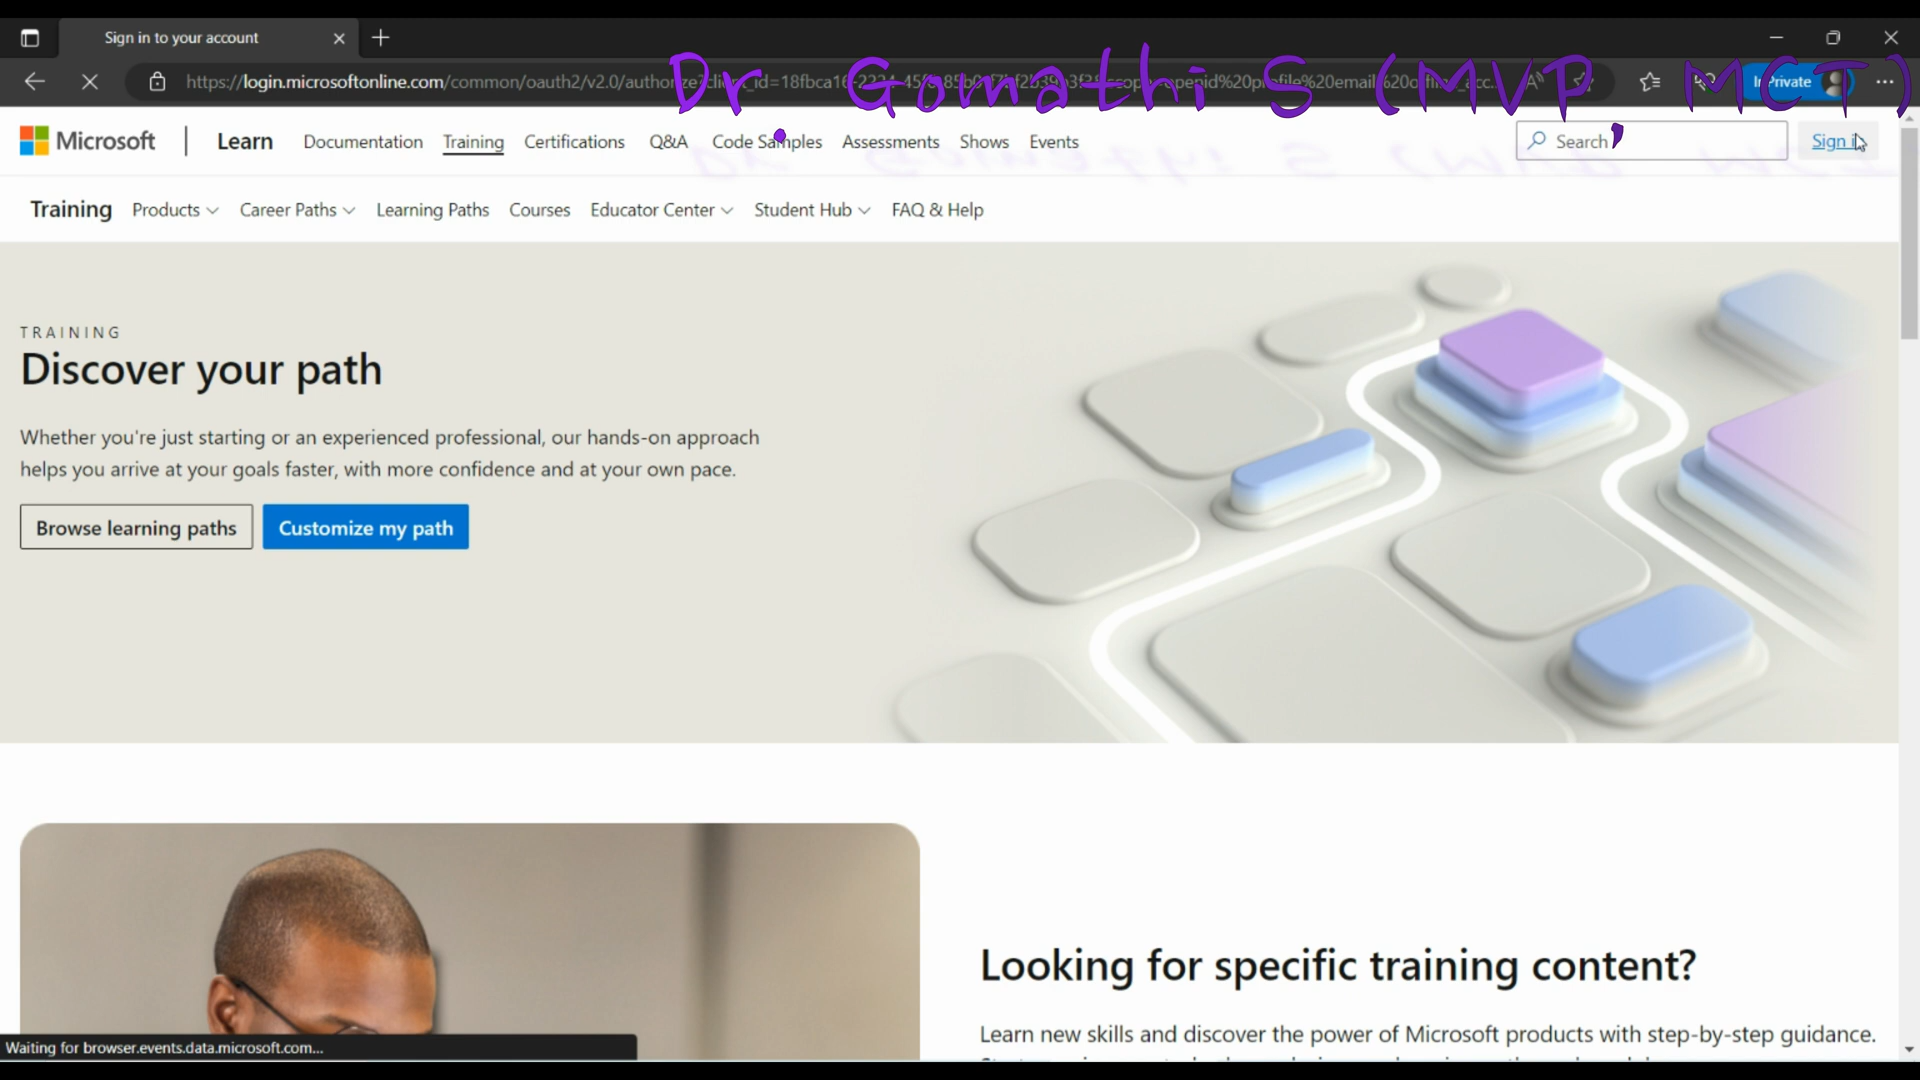 Sign in to your account
https://login.microsoftonline.com/common/oauth2/v2.0/authorize?
InPrivate
Dr. Gomathi S (MVP, MCT)
Microsoft
Learn
Documentation
Training
Certifications
Q&A
Code Samples
Assessments
Shows
Events
Search
Sign in
Training
Products
Career Paths
Learning Paths
Courses
Educator Center
Student Hub
FAQ & Help
TRAINING
Discover your path
Whether you're just starting or an experienced professional, our hands-on approach
helps you arrive at your goals faster, with more confidence and at your own pace.
Browse learning paths
Customize my path
Looking for specific training content?
Learn new skills and discover the power of Microsoft products with step-by-step guidance.
Waiting for browser.events.data.microsoft.com...